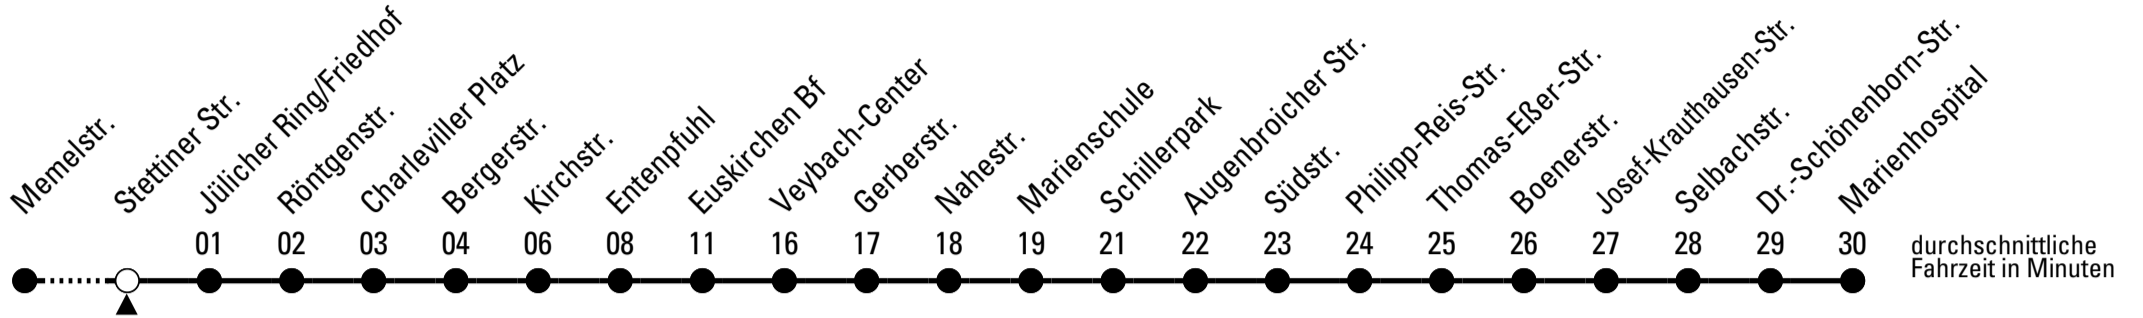 Memelstr.
Stettiner Str.
Jülicher Ring/Friedhof
Röntgenstr.
Charleviller Platz
Bergerstr.
Kirchstr.
Entenpfuhl
Euskirchen Bf
Veybach-Center
Gerberstr.
Nahestr.
Marienschule
Schillerpark
Augenbroicher Str.
Südstr.
Philipp-Reis-Str.
Thomas-Eßer-Str.
Boenerstr.
Josef-Krauthausen-Str.
Selbachstr.
Dr.-Schönenborn-Str.
Marienhospital
01 02 03 04 06 08 11 16 17 18 19 21 22 23 24 25 26 27 28 29 30
durchschnittliche
Fahrzeit in Minuten